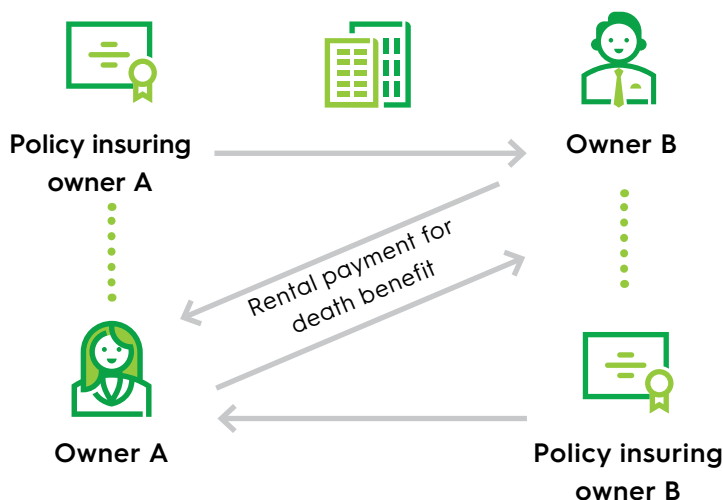 Policy insuring
owner A
Owner B
Rental payment for
death benefit
Owner A
Policy insuring
owner B